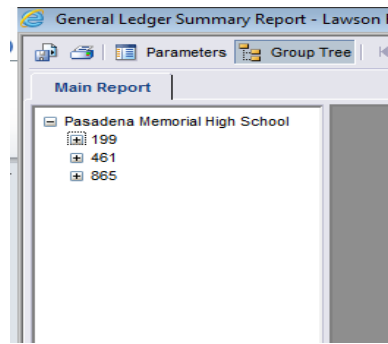 General Ledger Summary Report - Lawson
Parameters Group Tree
Main Report
Pasadena Memorial High School
199
461
865